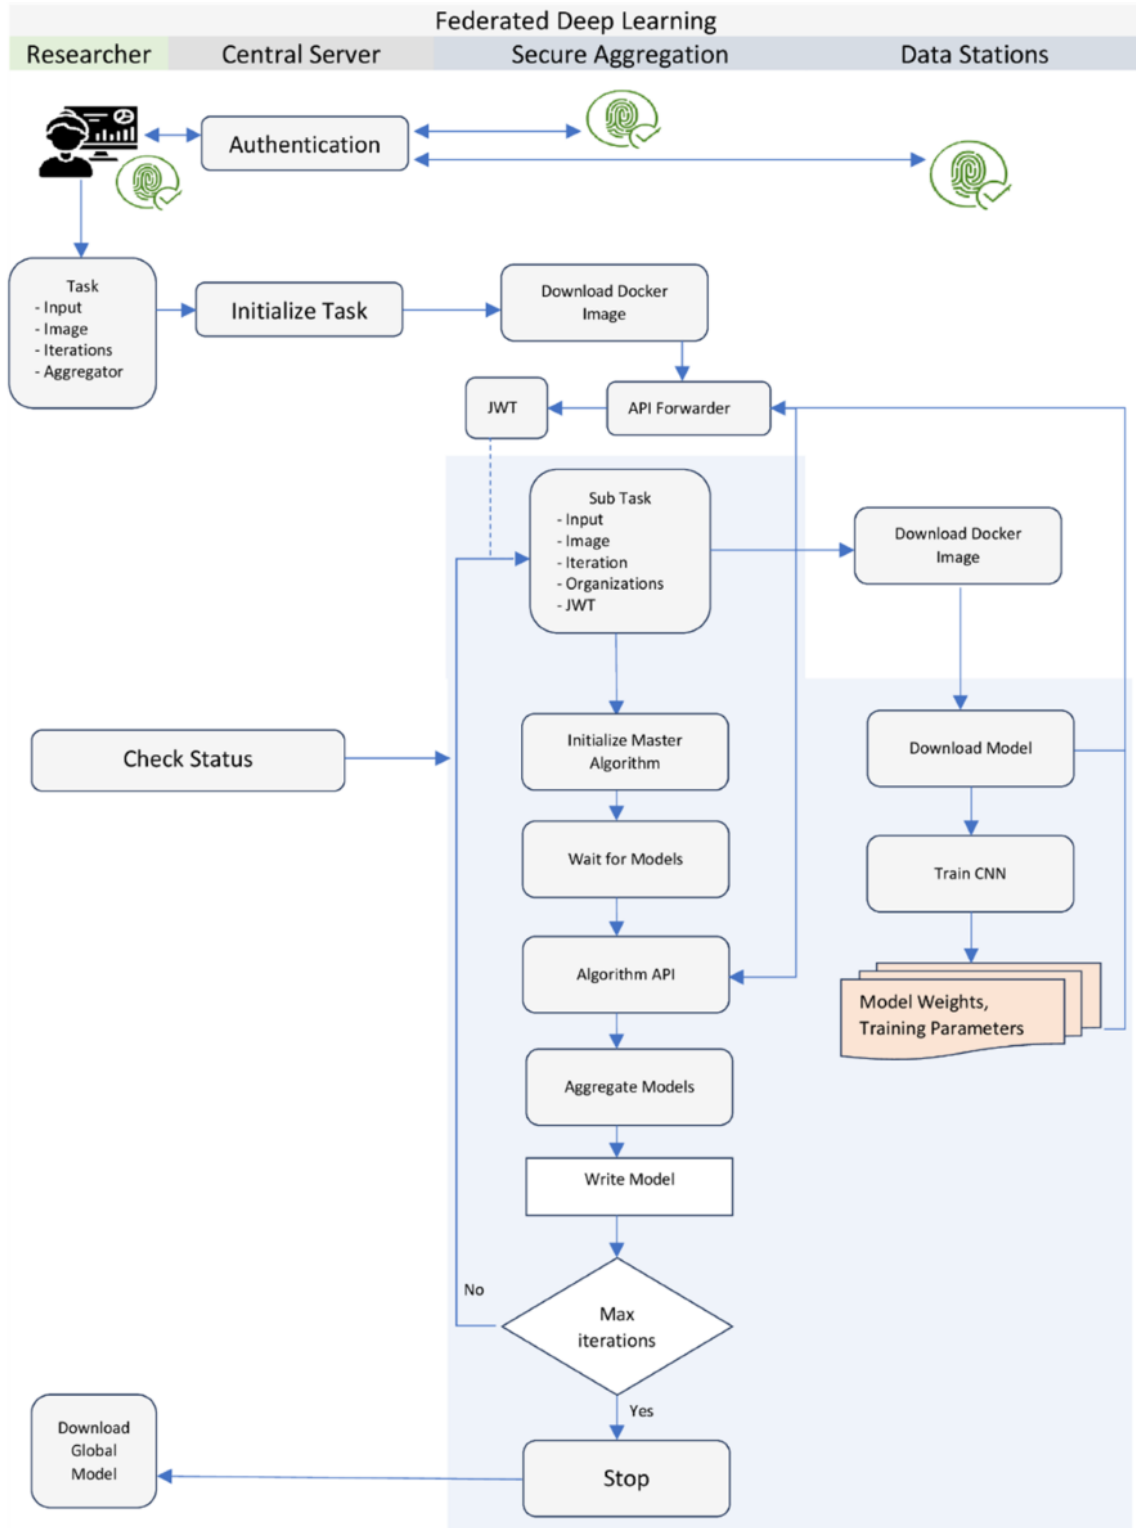 Federated Deep Learning
Researcher
Central Server
Secure Aggregation
Data Stations
Authentication
Task
- Input
- Image
- Iterations
- Aggregator
Initialize Task
Download Docker
Image
JWT
API Forwarder
Sub Task
- Input
- Image
- Iteration
- Organizations
- JWT
Download Docker
Image
Check Status
Initialize Master
Algorithm
Download Model
Wait for Models
Train CNN
Algorithm API
Model Weights,
Training Parameters
Aggregate Models
Write Model
No
Max
iterations
Yes
Download
Global
Model
Stop